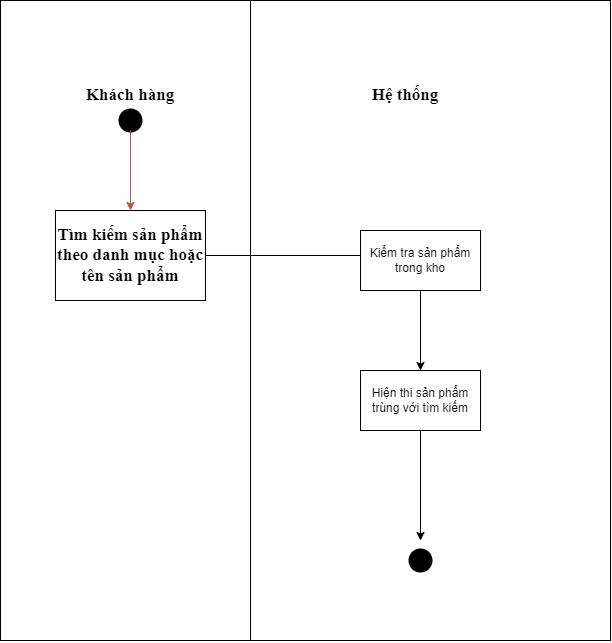 Khách hàng
Hệ thống
Tìm kiếm sản phẩm
theo danh mục hoặc
tên sản phẩm
Kiểm tra sản phẩm
trong kho
Hiện thi sản phẩm
trùng với tìm kiếm